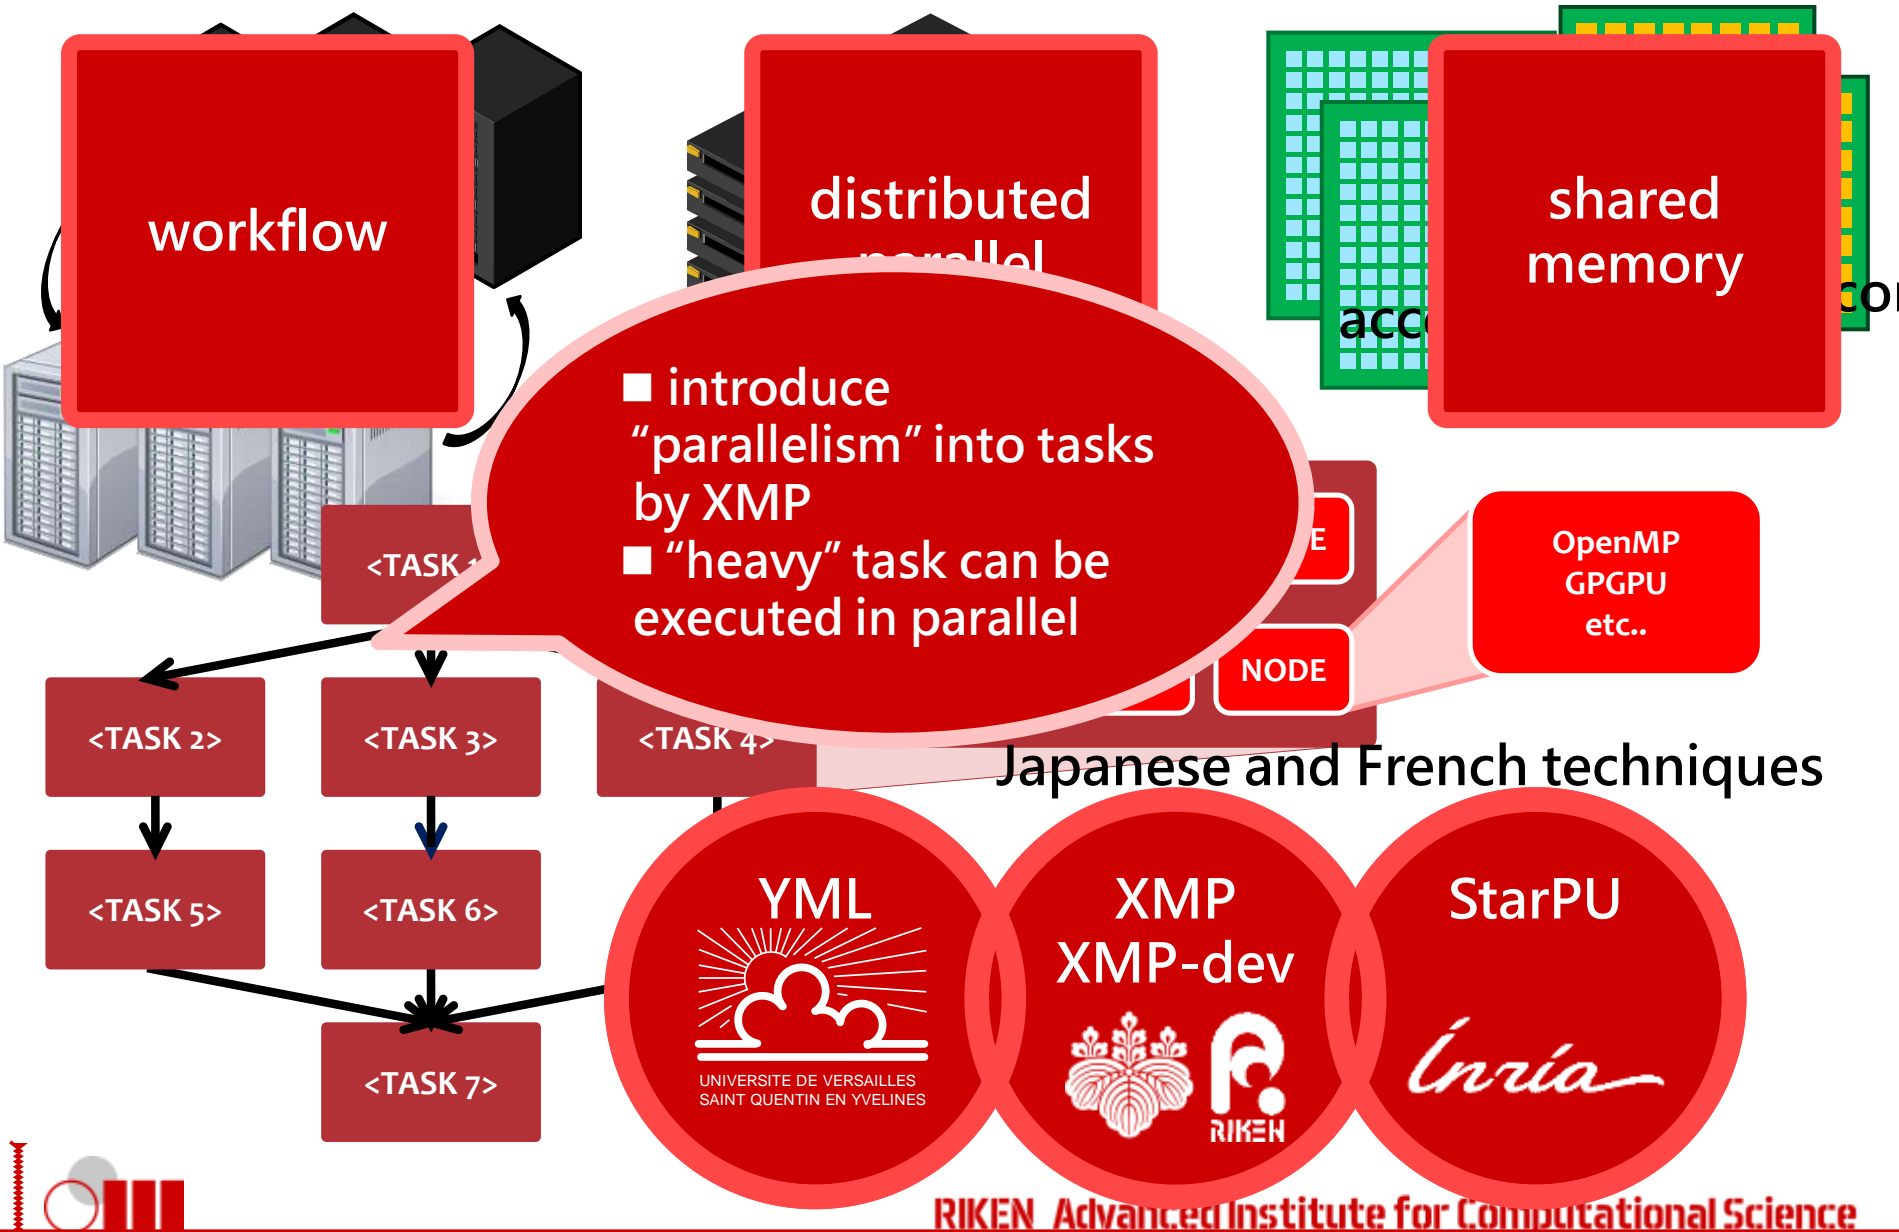 workflow
distributed
parallel
shared
memory
■ introduce
“parallelism” into tasks
by XMP
■ “heavy” task can be
executed in parallel
<TASK
OpenMP
GPGPU
etc..
NODE
<TASK 2>
<TASK 3>
<TASK 4>
Japanese and French techniques
<TASK 5>
<TASK 6>
<TASK 7>
YML
UNIVERSITE DE VERSAILLES
SAINT QUENTIN EN YVELINES
XMP
XMP-dev
RIKEN
StarPU
Inria
RIKEN Advanced Institute for Computational Science